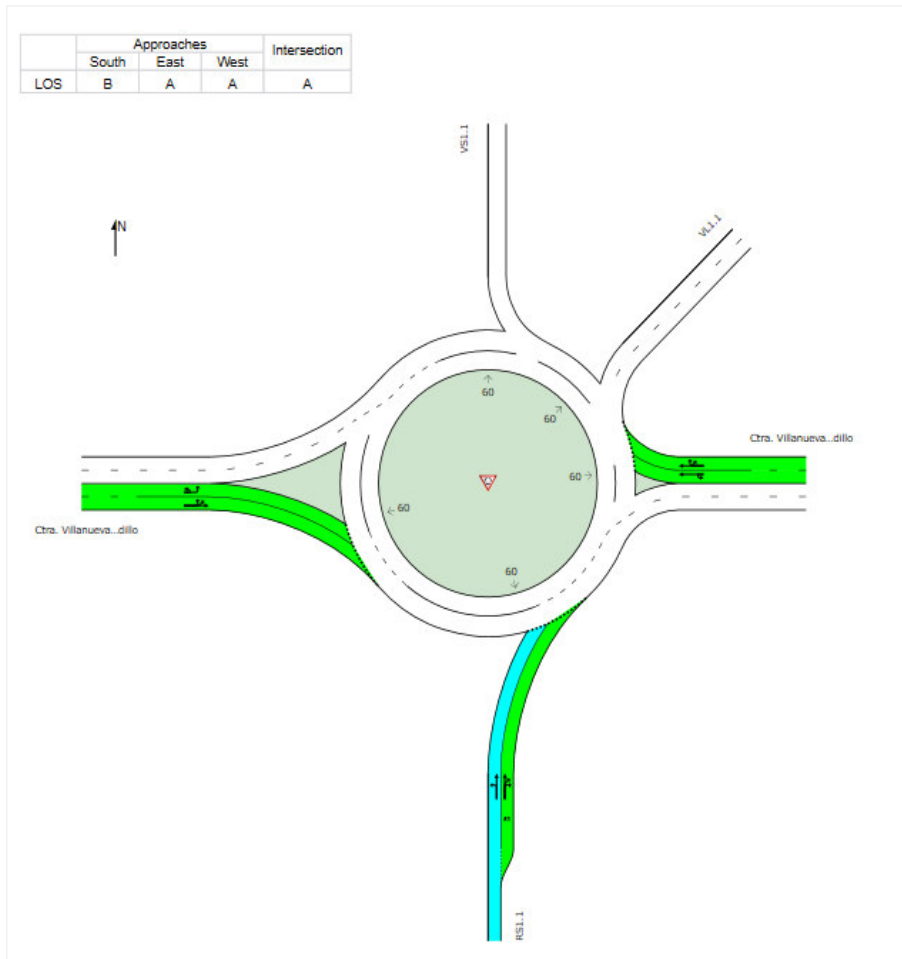 Approaches
Intersection
South East West
LOS B A A A
VS1.1
VL1.1
N
60
60
Ctra. Villanueva...dillo
60
60
Ctra. Villanueva...dillo
60
RS1.1